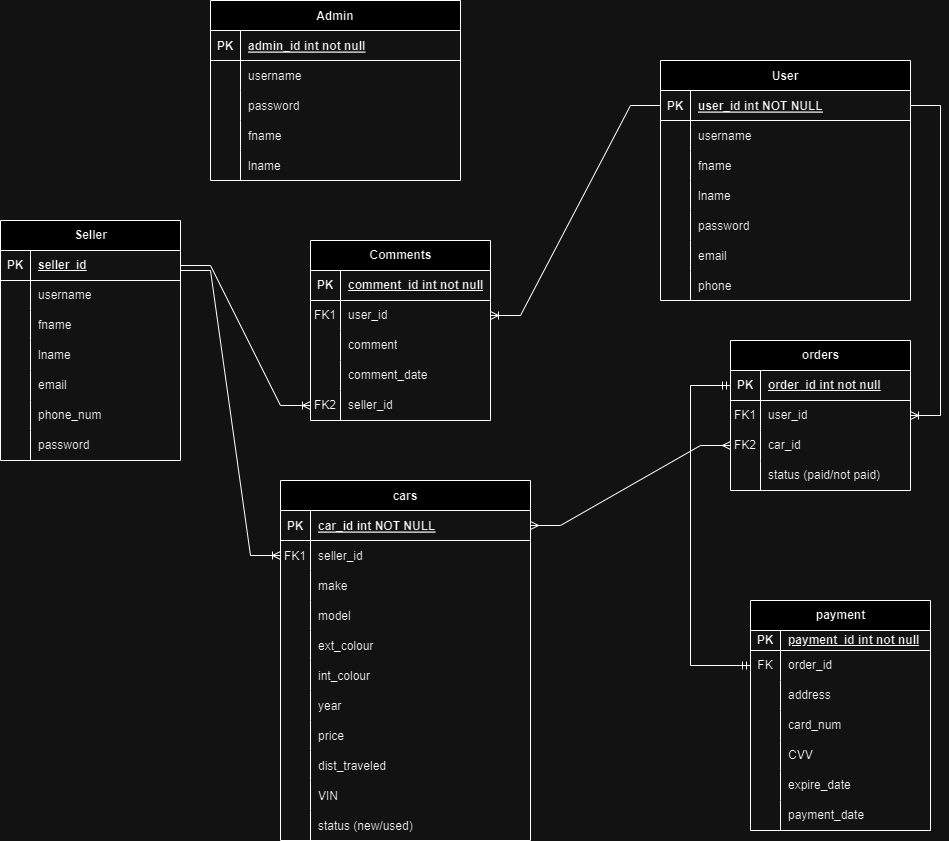 Admin
PK admin_id int not null
username
password
fname
lname
User
PK user_id int NOT NULL
username
fname
lname
password
email
phone
Seller
PK seller_id
username
fname
lname
email
phone_num
password
Comments
PK comment_id int not null
FK1 user_id
comment
comment_date
FK2 seller_id
orders
PK order_id int not null
FK1 user_id
FK2 car_id
status (paid/not paid)
cars
PK car_id int NOT NULL
FK1 seller_id
make
model
ext_colour
int_colour
year
price
dist_traveled
VIN
status (new/used)
payment
PK payment_id int not null
FK order_id
address
card_num
CVV
expire_date
payment_date